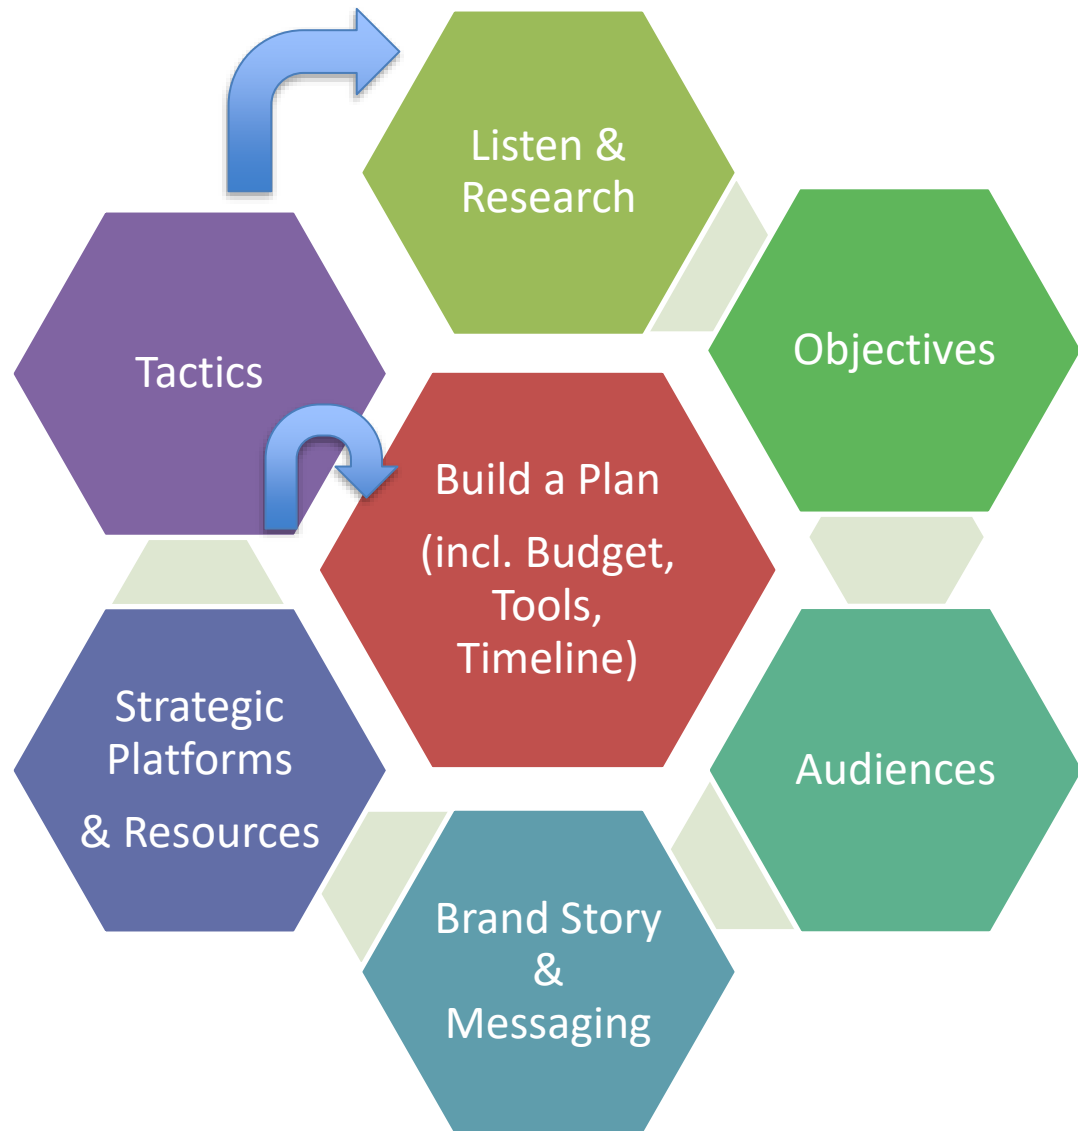 Listen &
Research
Objectives
Tactics
Build a Plan
(incl. Budget,
Tools,
Timeline)
Strategic
Platforms
& Resources
Audiences
Brand Story
&
Messaging